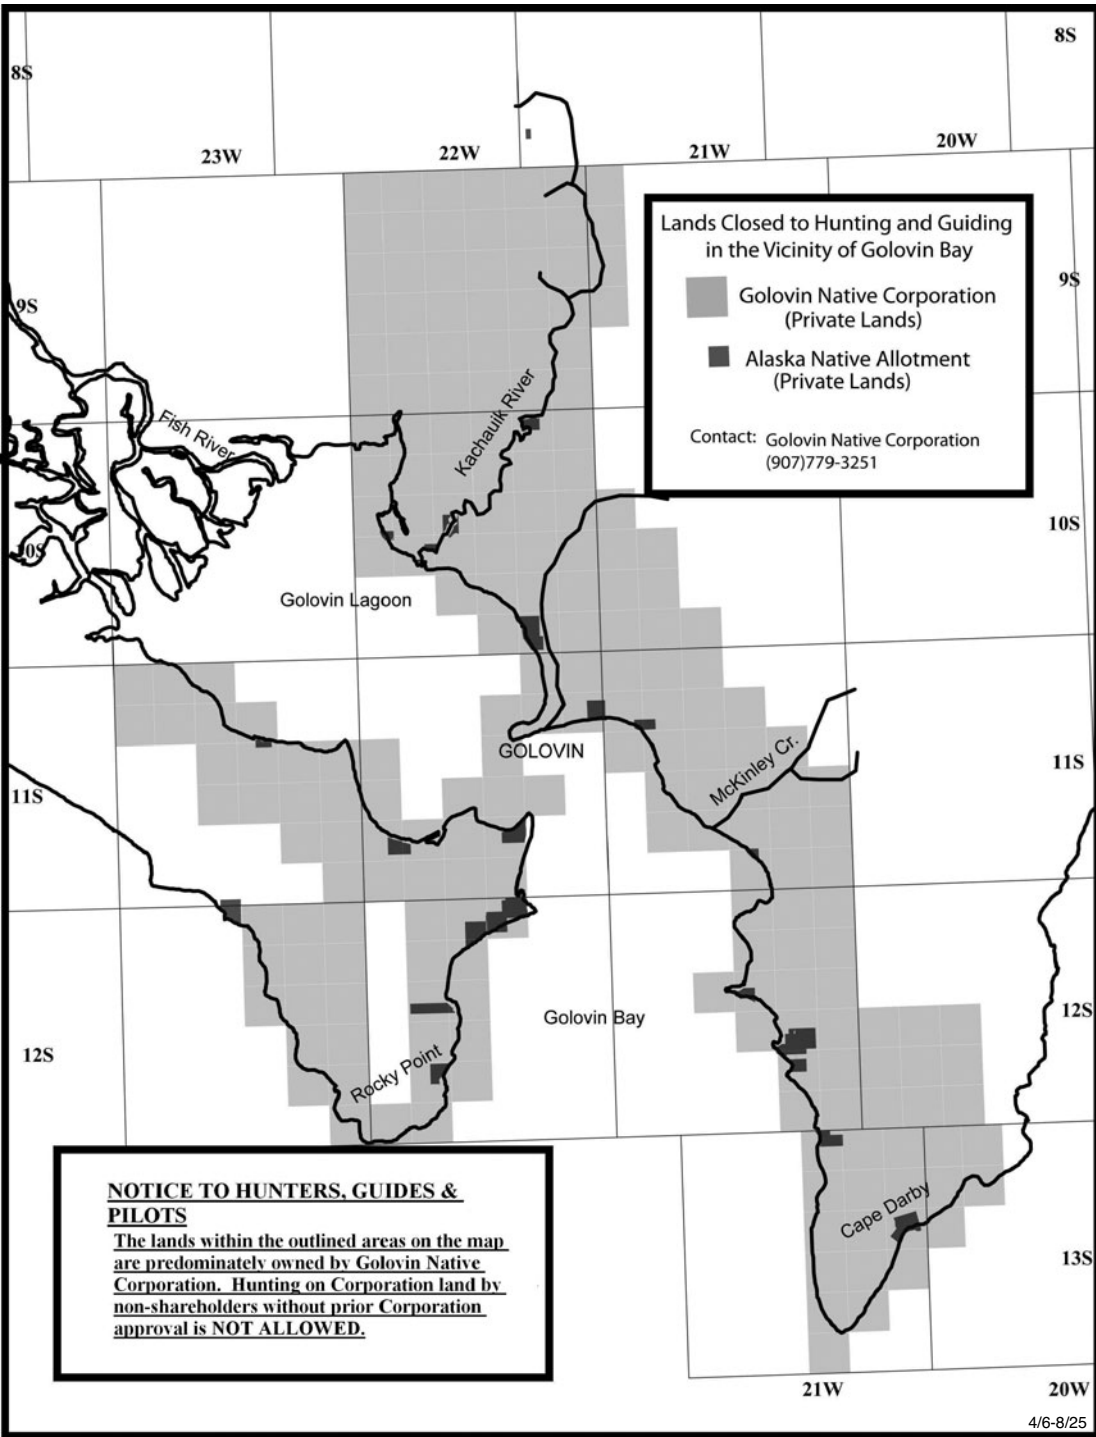 8S
8S
23W
22W
21W
20W
Lands Closed to Hunting and Guiding
in the Vicinity of Golovin Bay
Golovin Native Corporation
(Private Lands)
Alaska Native Allotment
(Private Lands)
Contact: Golovin Native Corporation
(907)779-3251
9S
9S
Fish River
Kachauik River
10S
10S
Golovin Lagoon
GOLOVIN
McKinley Cr.
11S
11S
Golovin Bay
12S
12S
Rocky Point
Cape Darby
13S
NOTICE TO HUNTERS, GUIDES &
PILOTS
The lands within the outlined areas on the map
are predominately owned by Golovin Native
Corporation. Hunting on Corporation land by
non-shareholders without prior Corporation
approval is NOT ALLOWED.
21W
20W
4/6-8/25